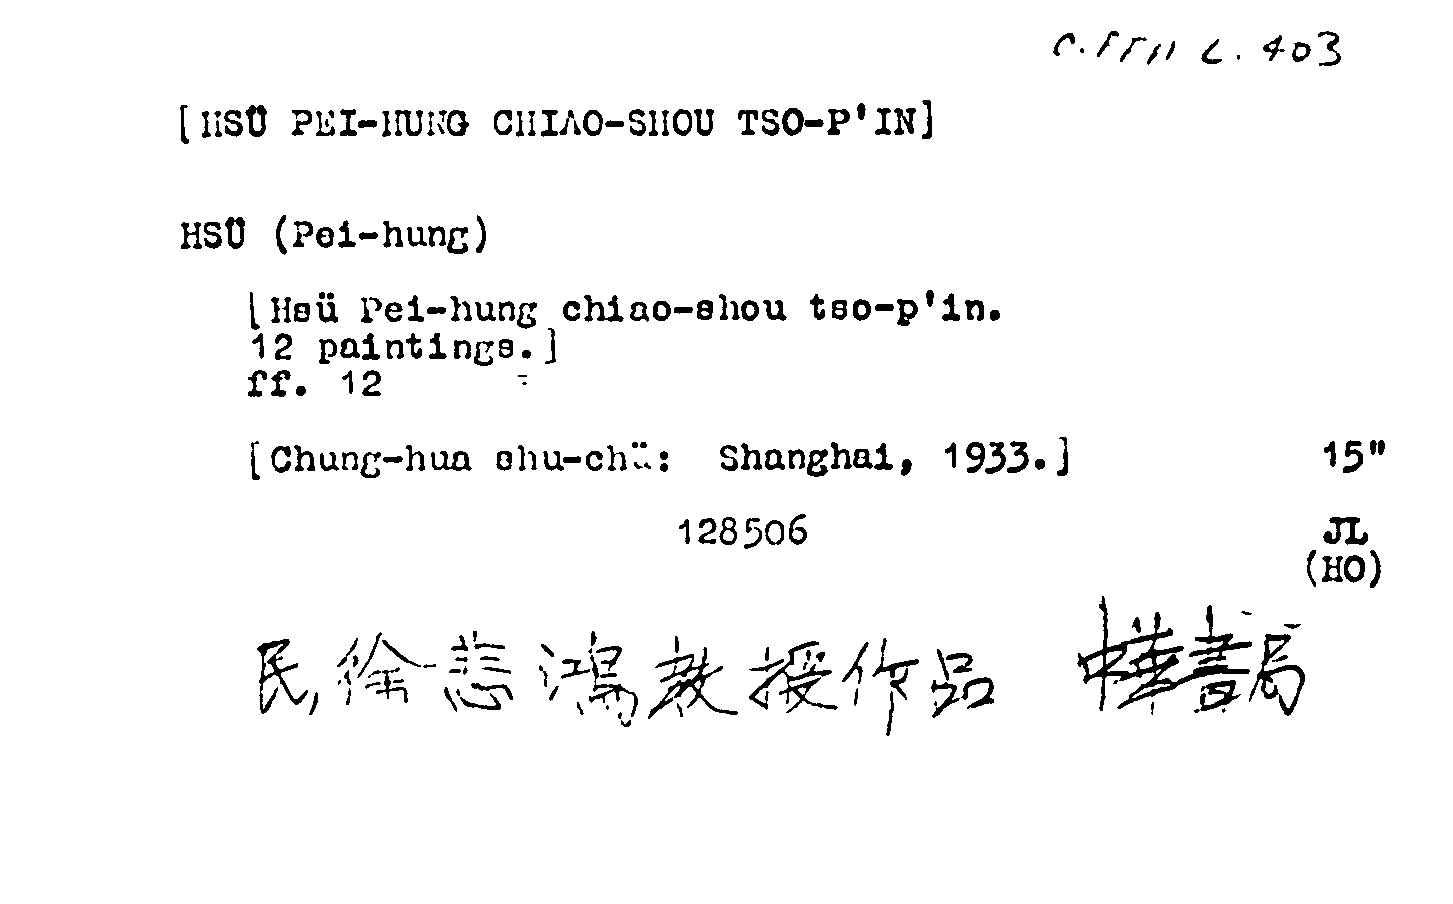 L. 403
[HSÜ PEI-HUNG CHIAO-SHOU TSO-P'IN]
HSÜ (Pei-hung)
[Hsü Pei-hung chiao-shou tso-p'in.
12 paintings.]
ff. 12
[Chung-hua shu-chü: Shanghai, 1933.] 15"
128506 JL
(HO)
民, 徐悲鴻教授作品 中華書局